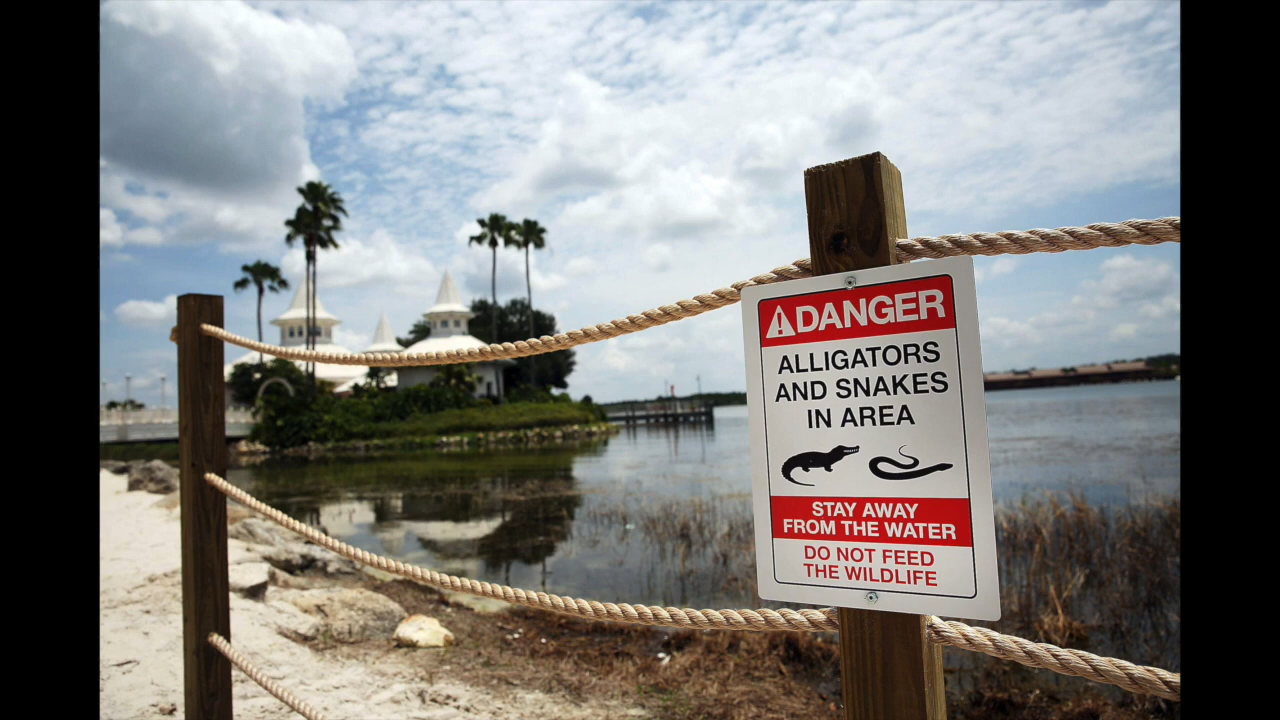 DANGER
ALLIGATORS
AND SNAKES
IN AREA
STAY AWAY
FROM THE WATER
DO NOT FEED
THE WILDLIFE